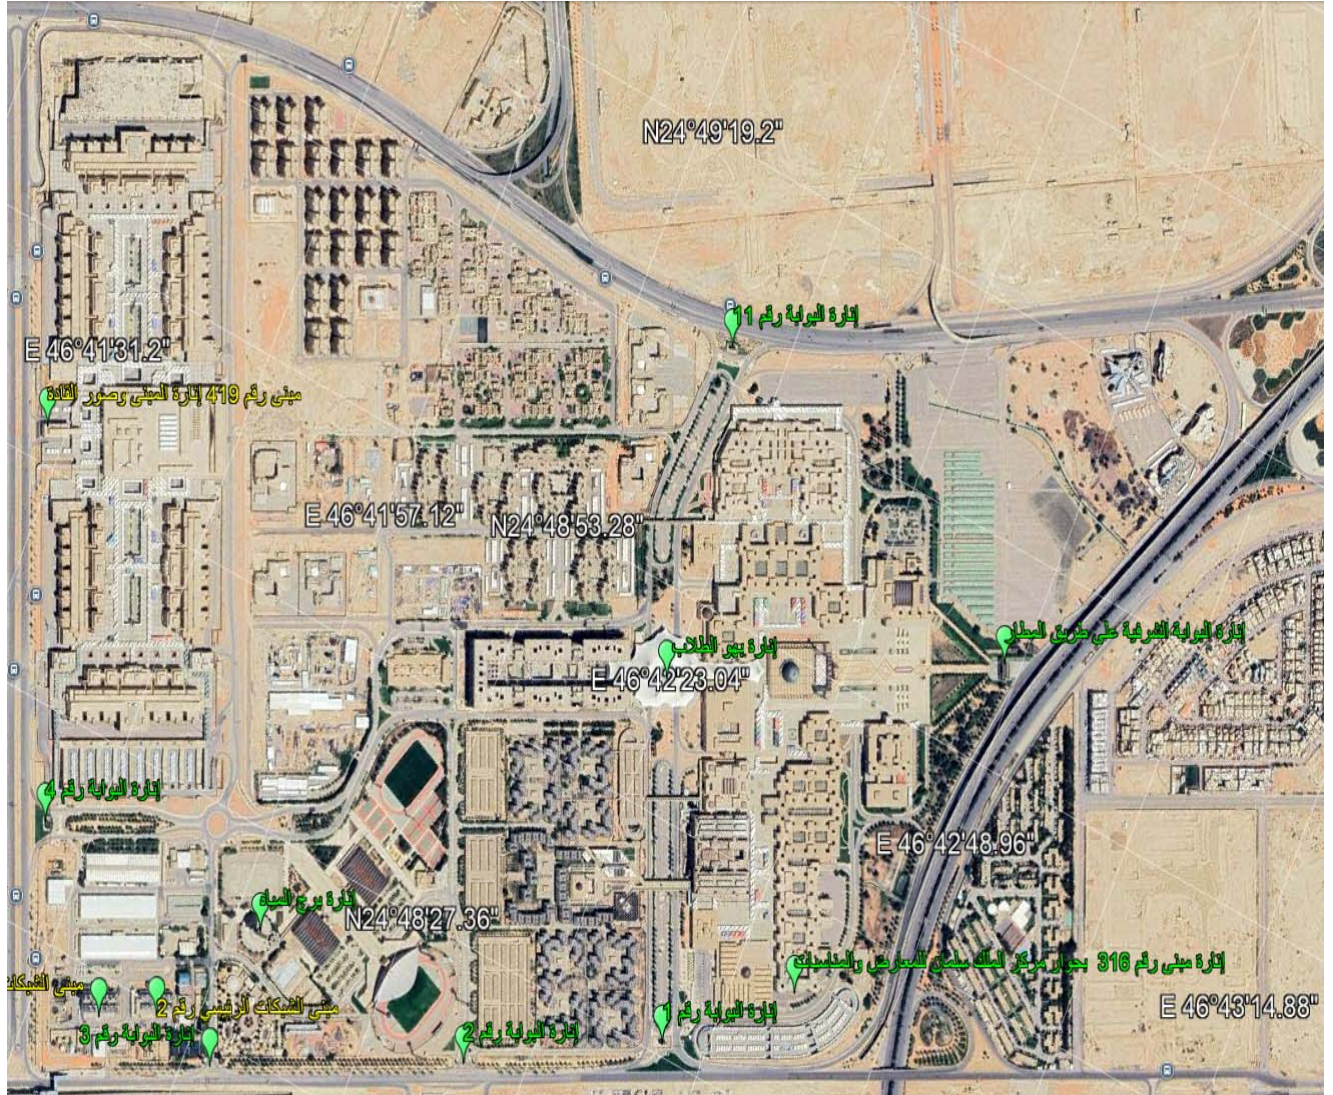 N24°49'19.2"
إنارة البوابة رقم 11
E 46°41'31.2"
مبنى رقم 419 إنارة المبنى وصور القادة
E 46°41'57.12"
N24°48'53.28"
إنارة البوابة الشرقية على طريق المطار
إنارة بهو الطلاب
E 46°42'23.04"
إنارة البوابة رقم 4
E 46°42'48.96"
إنارة برج المياه
N24°48'27.36"
إنارة مبنى رقم 316 بجوار مركز الملك سلمان للمعارض والمناسبات
مبنى الشبكات
مبنى الشبكات الرئيسي رقم 2
E 46°43'14.88"
إنارة البوابة رقم 1
إنارة البوابة رقم 2
إنارة البوابة رقم 3